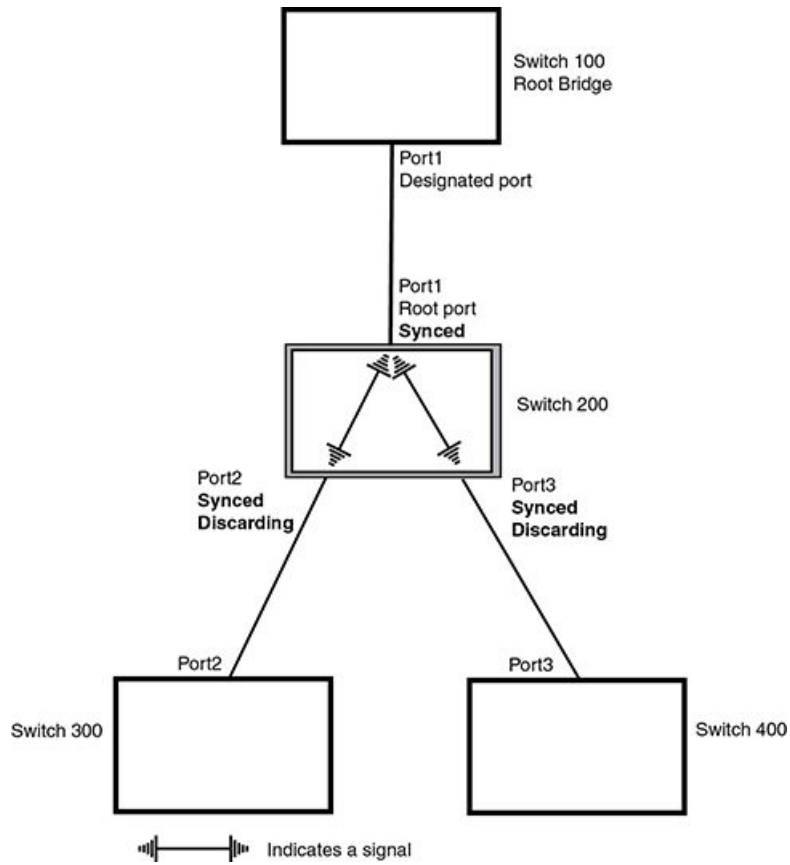 Switch 100
Root Bridge
Port1
Designated port
Port1
Root port
Synced
Switch 200
Port2
Synced
Discarding
Port3
Synced
Discarding
Port2
Port3
Switch 300
Switch 400
Indicates a signal